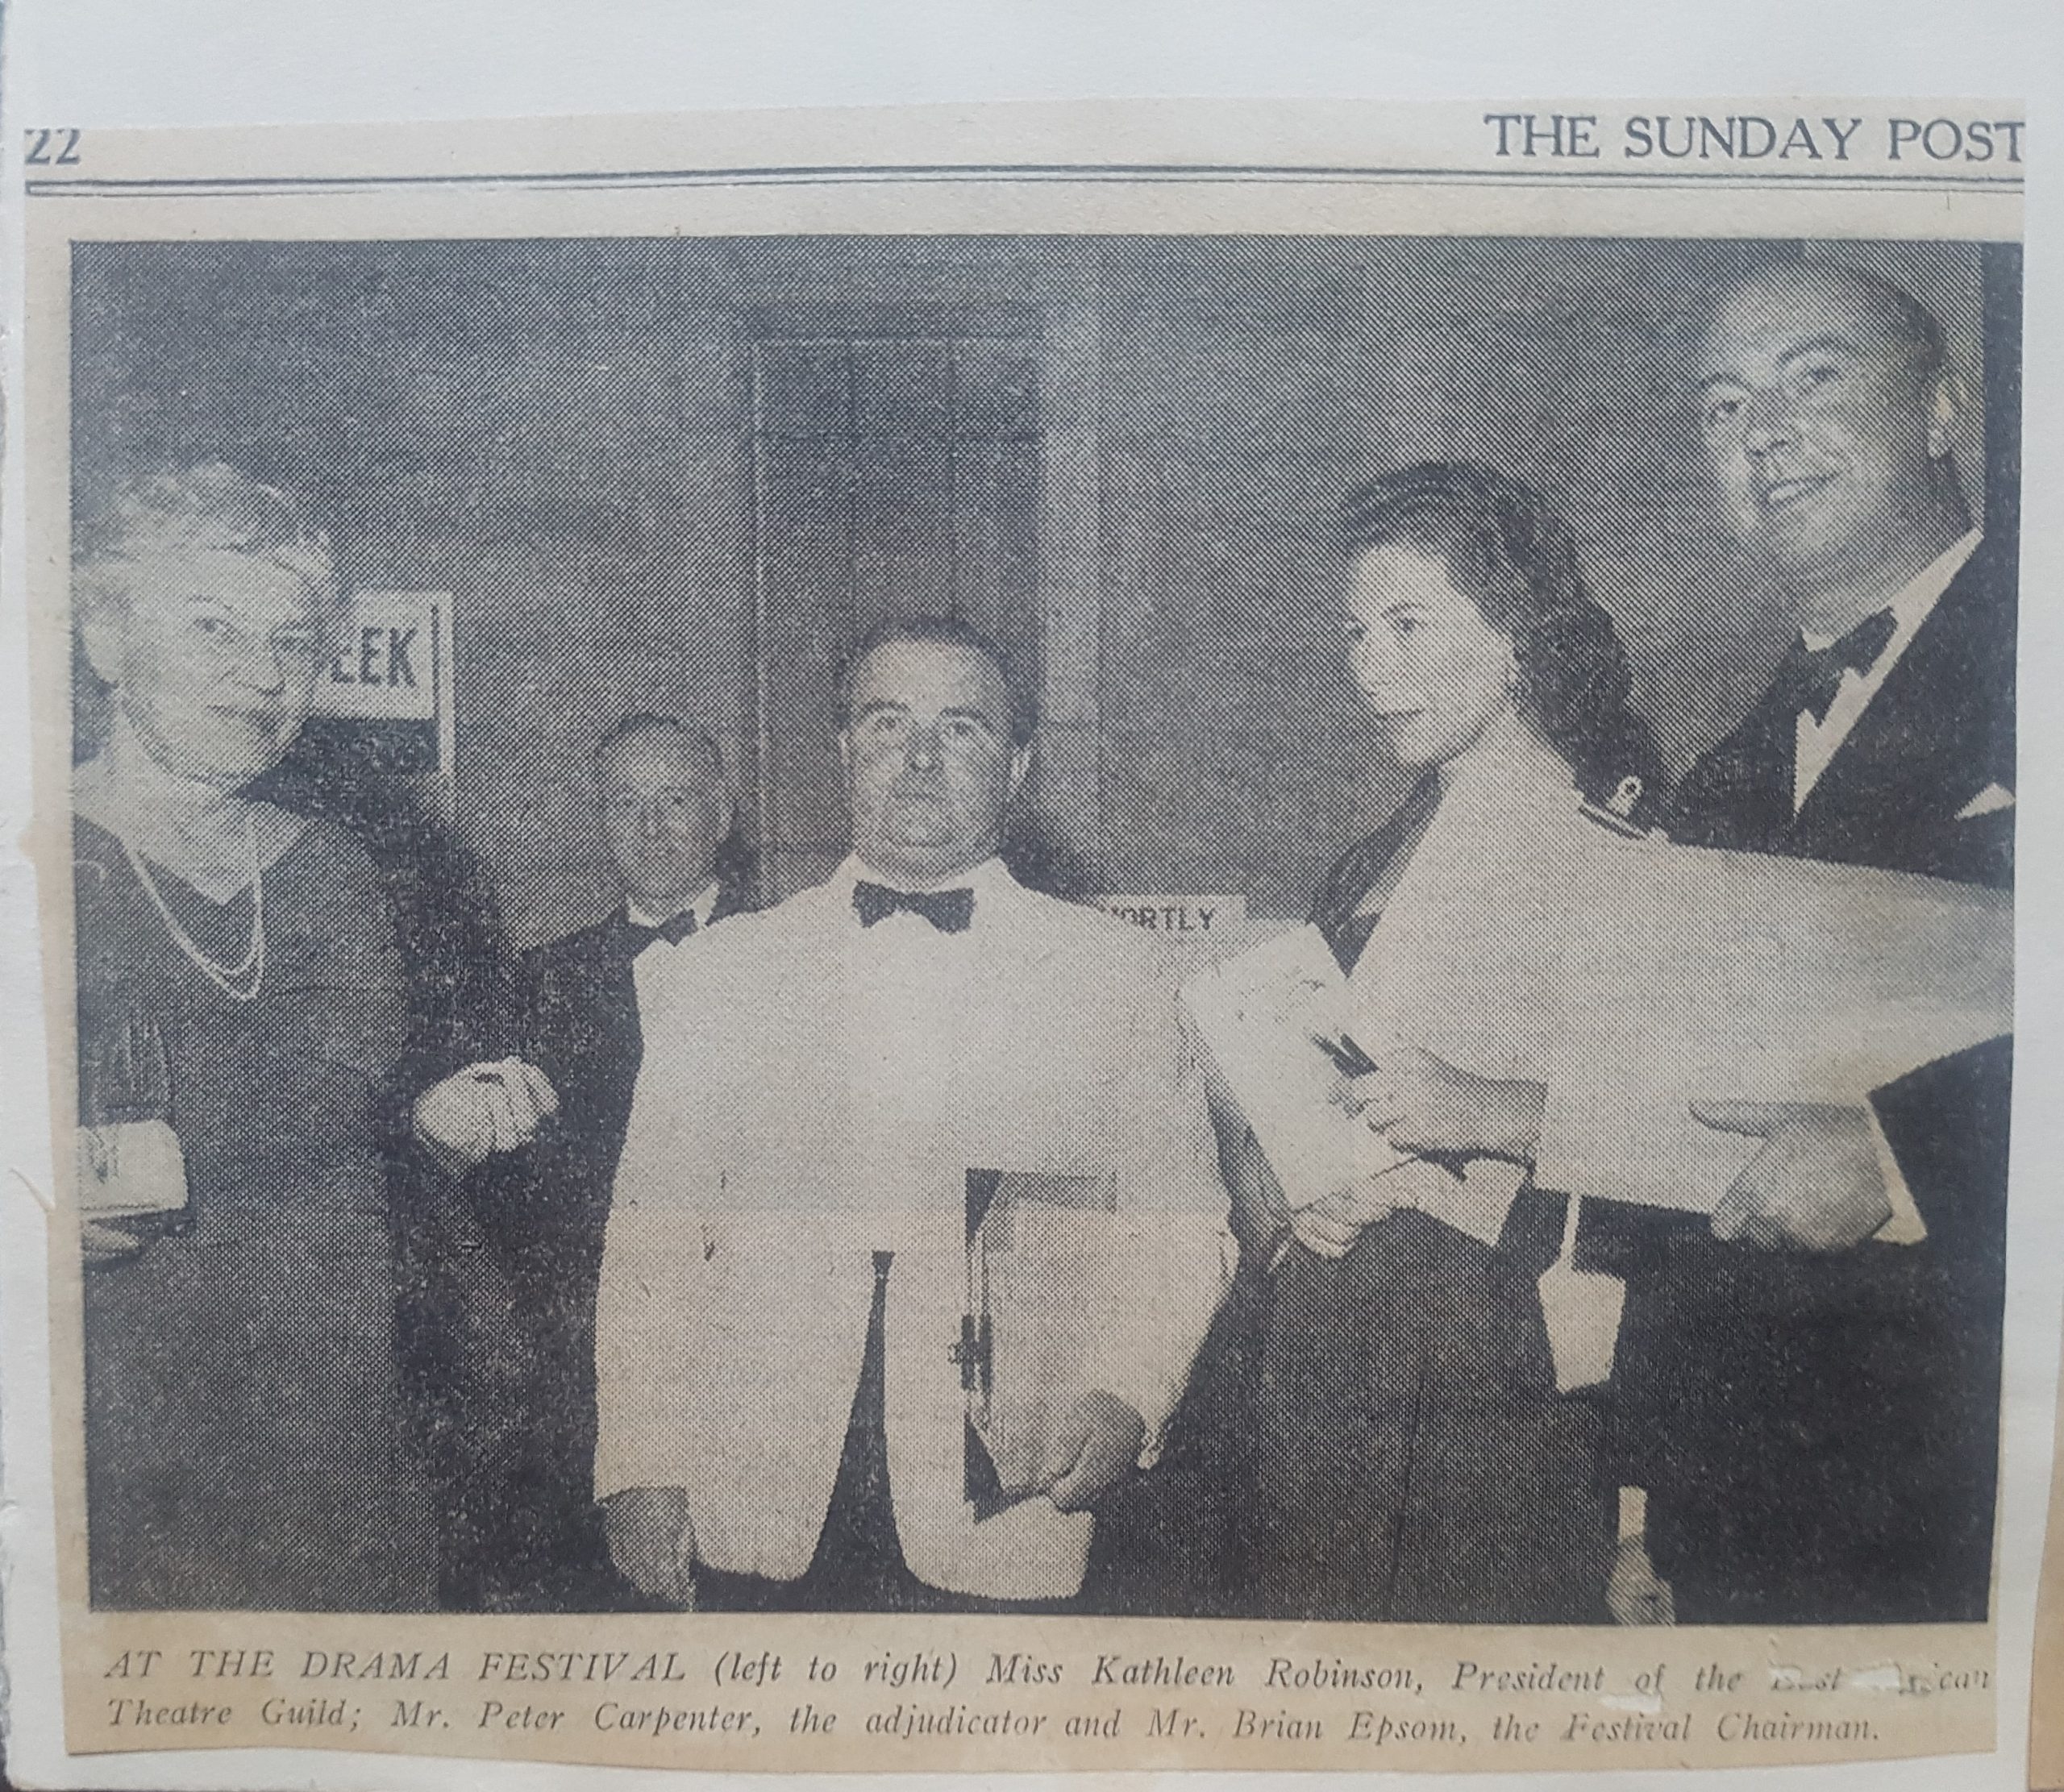 22
THE SUNDAY POST
EEK
ORTLY
AT THE DRAMA FESTIVAL (left to right) Miss Kathleen Robinson, President of the
Theatre Guild; Mr. Peter Carpenter, the adjudicator and Mr. Brian Epsom, the Festival Chairman.